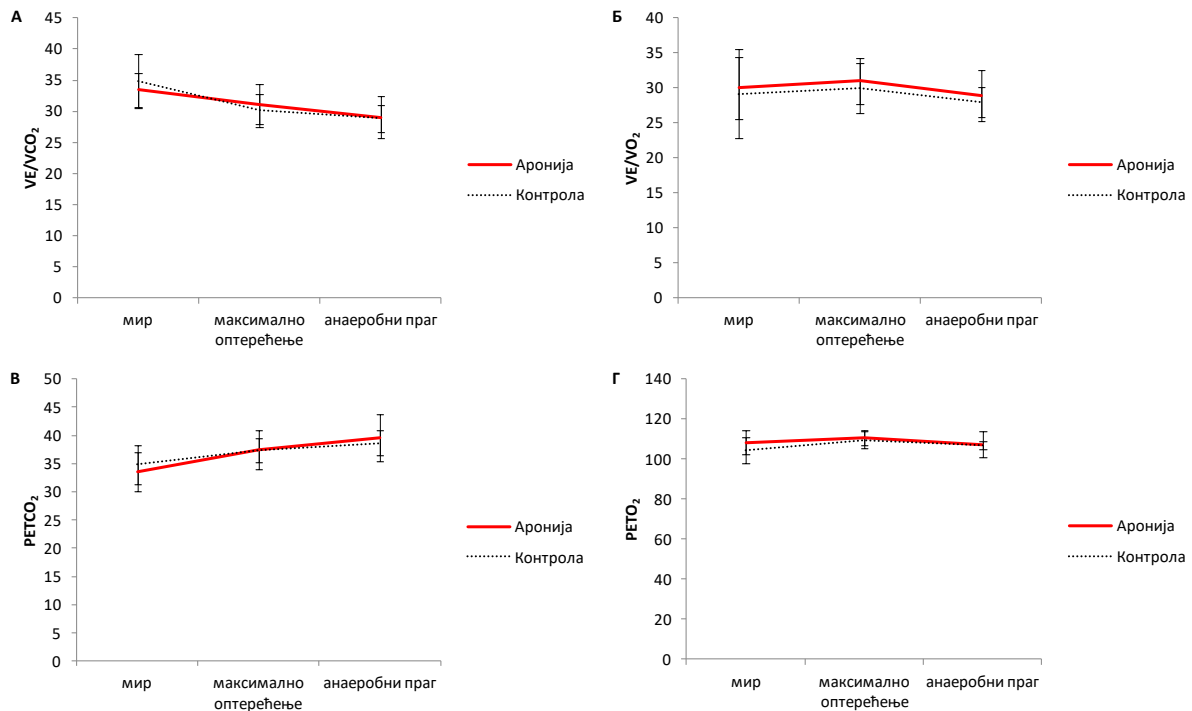 А
VE/VCO₂
45
40
35
30
25
20
15
10
5
0
мир
максимално
оптерећење
анаеробни праг
Аронија
Контрола
Б
VE/VO₂
40
35
30
25
20
15
10
5
0
мир
максимално
оптерећење
анаеробни праг
Аронија
Контрола
В
PETCO₂
50
45
40
35
30
25
20
15
10
5
0
мир
максимално
оптерећење
анаеробни праг
Аронија
Контрола
Г
PETO₂
140
120
100
80
60
40
20
0
мир
максимално
оптерећење
анаеробни праг
Аронија
Контрола